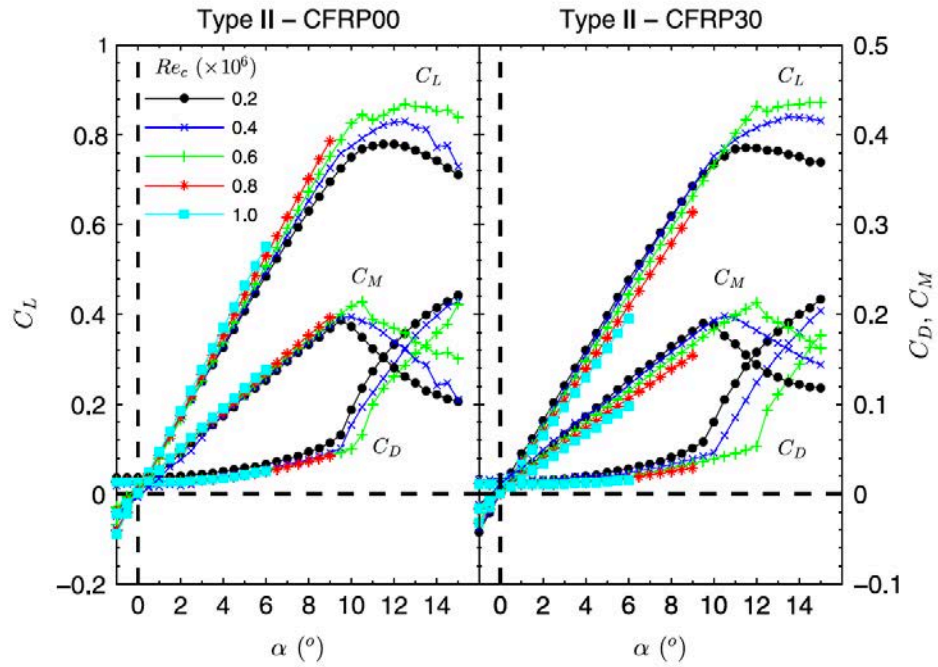 Type II – CFRP00
Type II – CFRP30
1
0.8
0.6
0.4
0.2
0
−0.2
C_L
Re_c (×10^6)
0.2
0.4
0.6
0.8
1.0
C_L
C_M
C_D
C_L
C_M
C_D
0.5
0.4
0.3
0.2
0.1
0
−0.1
C_D, C_M
0 2 4 6 8 10 12 14
0 2 4 6 8 10 12 14
α (°)
α (°)